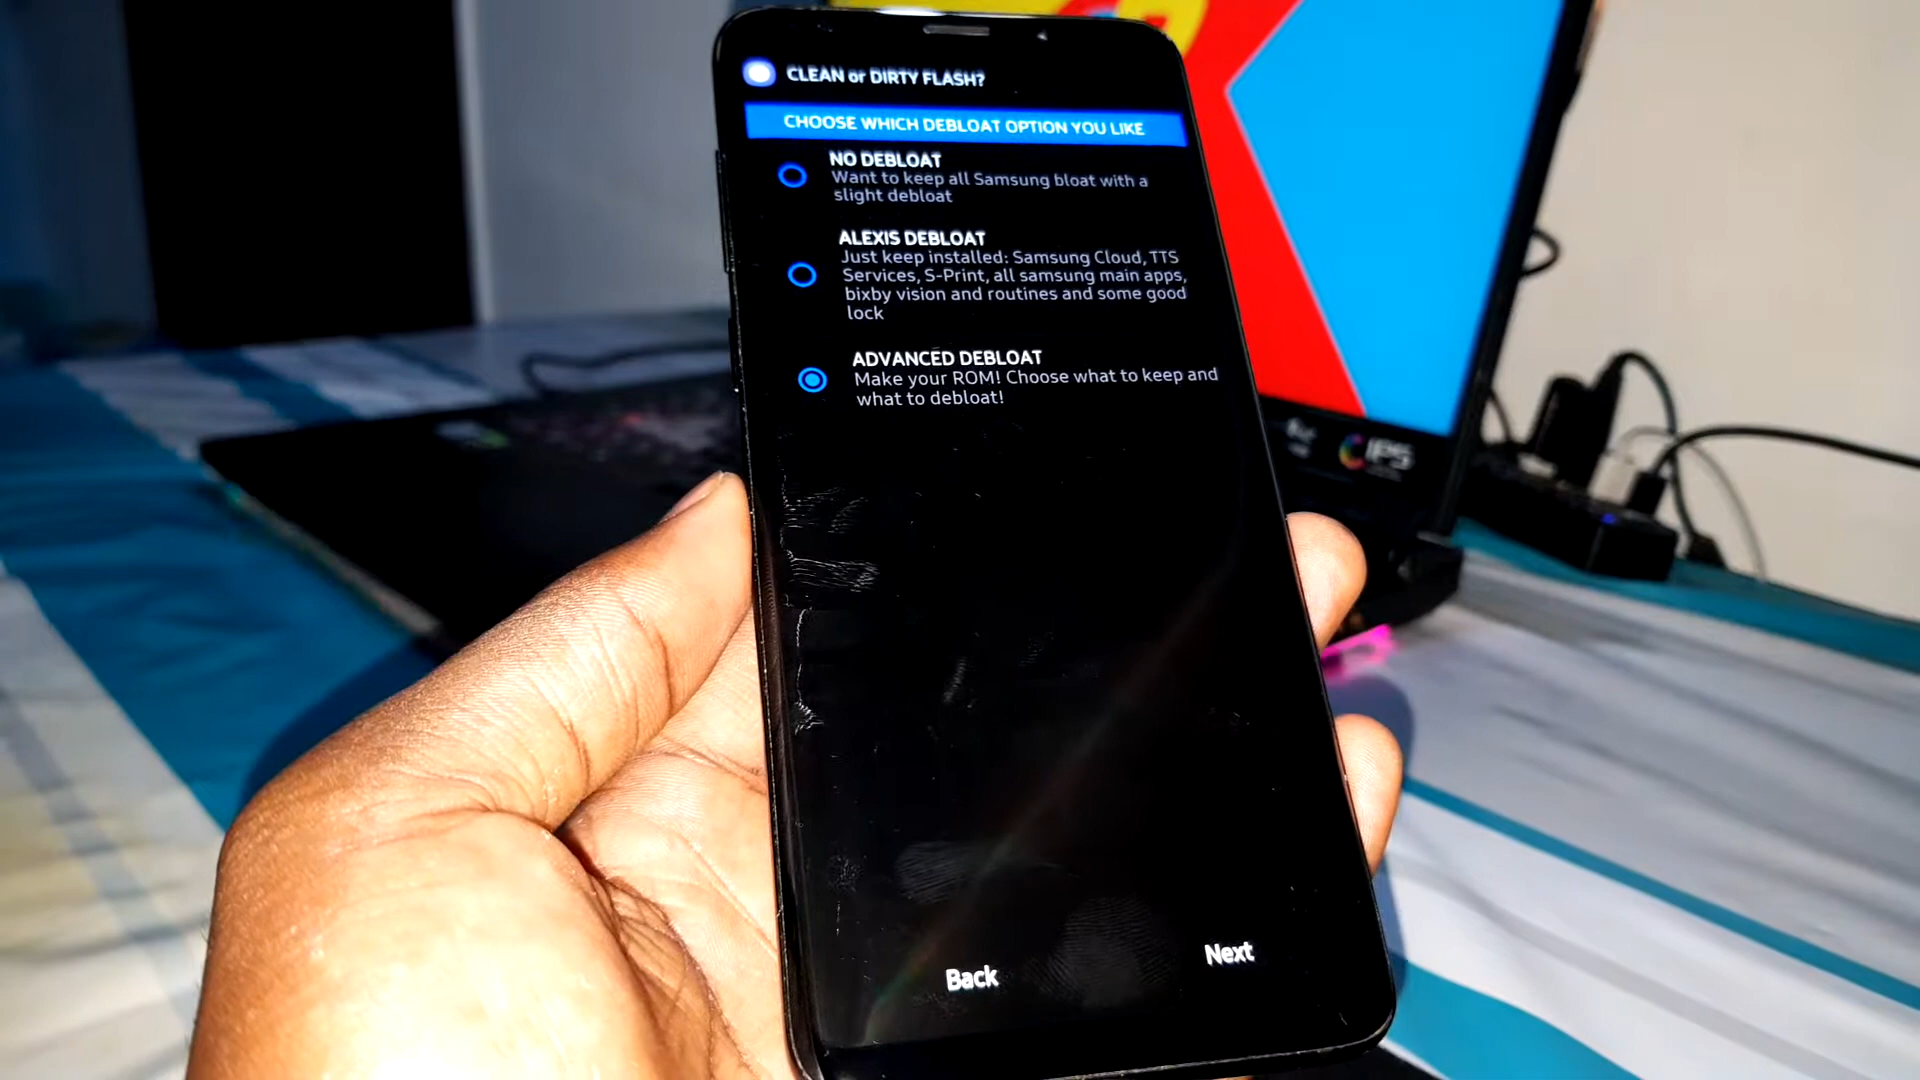 CLEAN or DIRTY FLASH?
CHOOSE WHICH DEBLOAT OPTION YOU LIKE
NO DEBLOAT
Want to keep all Samsung bloat with a
slight debloat
ALEXIS DEBLOAT
Just keep installed: Samsung Cloud, TTS
Services, S-Print, all samsung main apps,
bixby vision and routines and some good
lock
ADVANCED DEBLOAT
Make your ROM! Choose what to keep and
what to debloat!
Back
Next
IPS